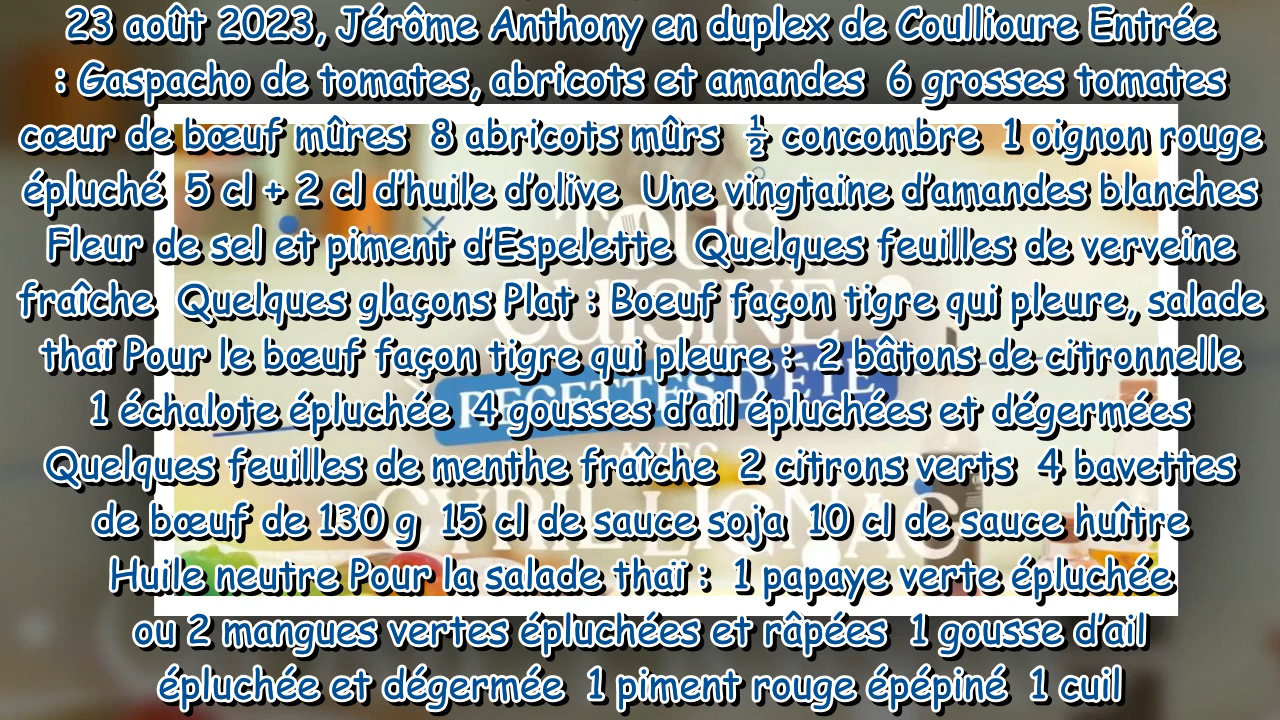 23 août 2023, Jérôme Anthony en duplex de Coullioure Entrée
: Gaspacho de tomates, abricots et amandes 6 grosses tomates
cœur de bœuf mûres 8 abricots mûrs ½ concombre 1 oignon rouge
épluché 5 cl + 2 cl d’huile d’olive Une vingtaine d’amandes blanches
Fleur de sel et piment d’Espelette Quelques feuilles de verveine
fraîche Quelques glaçons Plat : Boeuf façon tigre qui pleure, salade
thaï Pour le bœuf façon tigre qui pleure : 2 bâtons de citronnelle
1 échalote épluchée 4 gousses d’ail épluchées et dégermées
Quelques feuilles de menthe fraîche 2 citrons verts 4 bavettes
de bœuf de 130 g 15 cl de sauce soja 10 cl de sauce huître
Huile neutre Pour la salade thaï : 1 papaye verte épluchée
ou 2 mangues vertes épluchées et râpées 1 gousse d’ail
épluchée et dégermée 1 piment rouge épépiné 1 cuil
TOUS
CUISINE
RECETTES D'ÉTÉ
AVEC
CYRIL LIGNAC